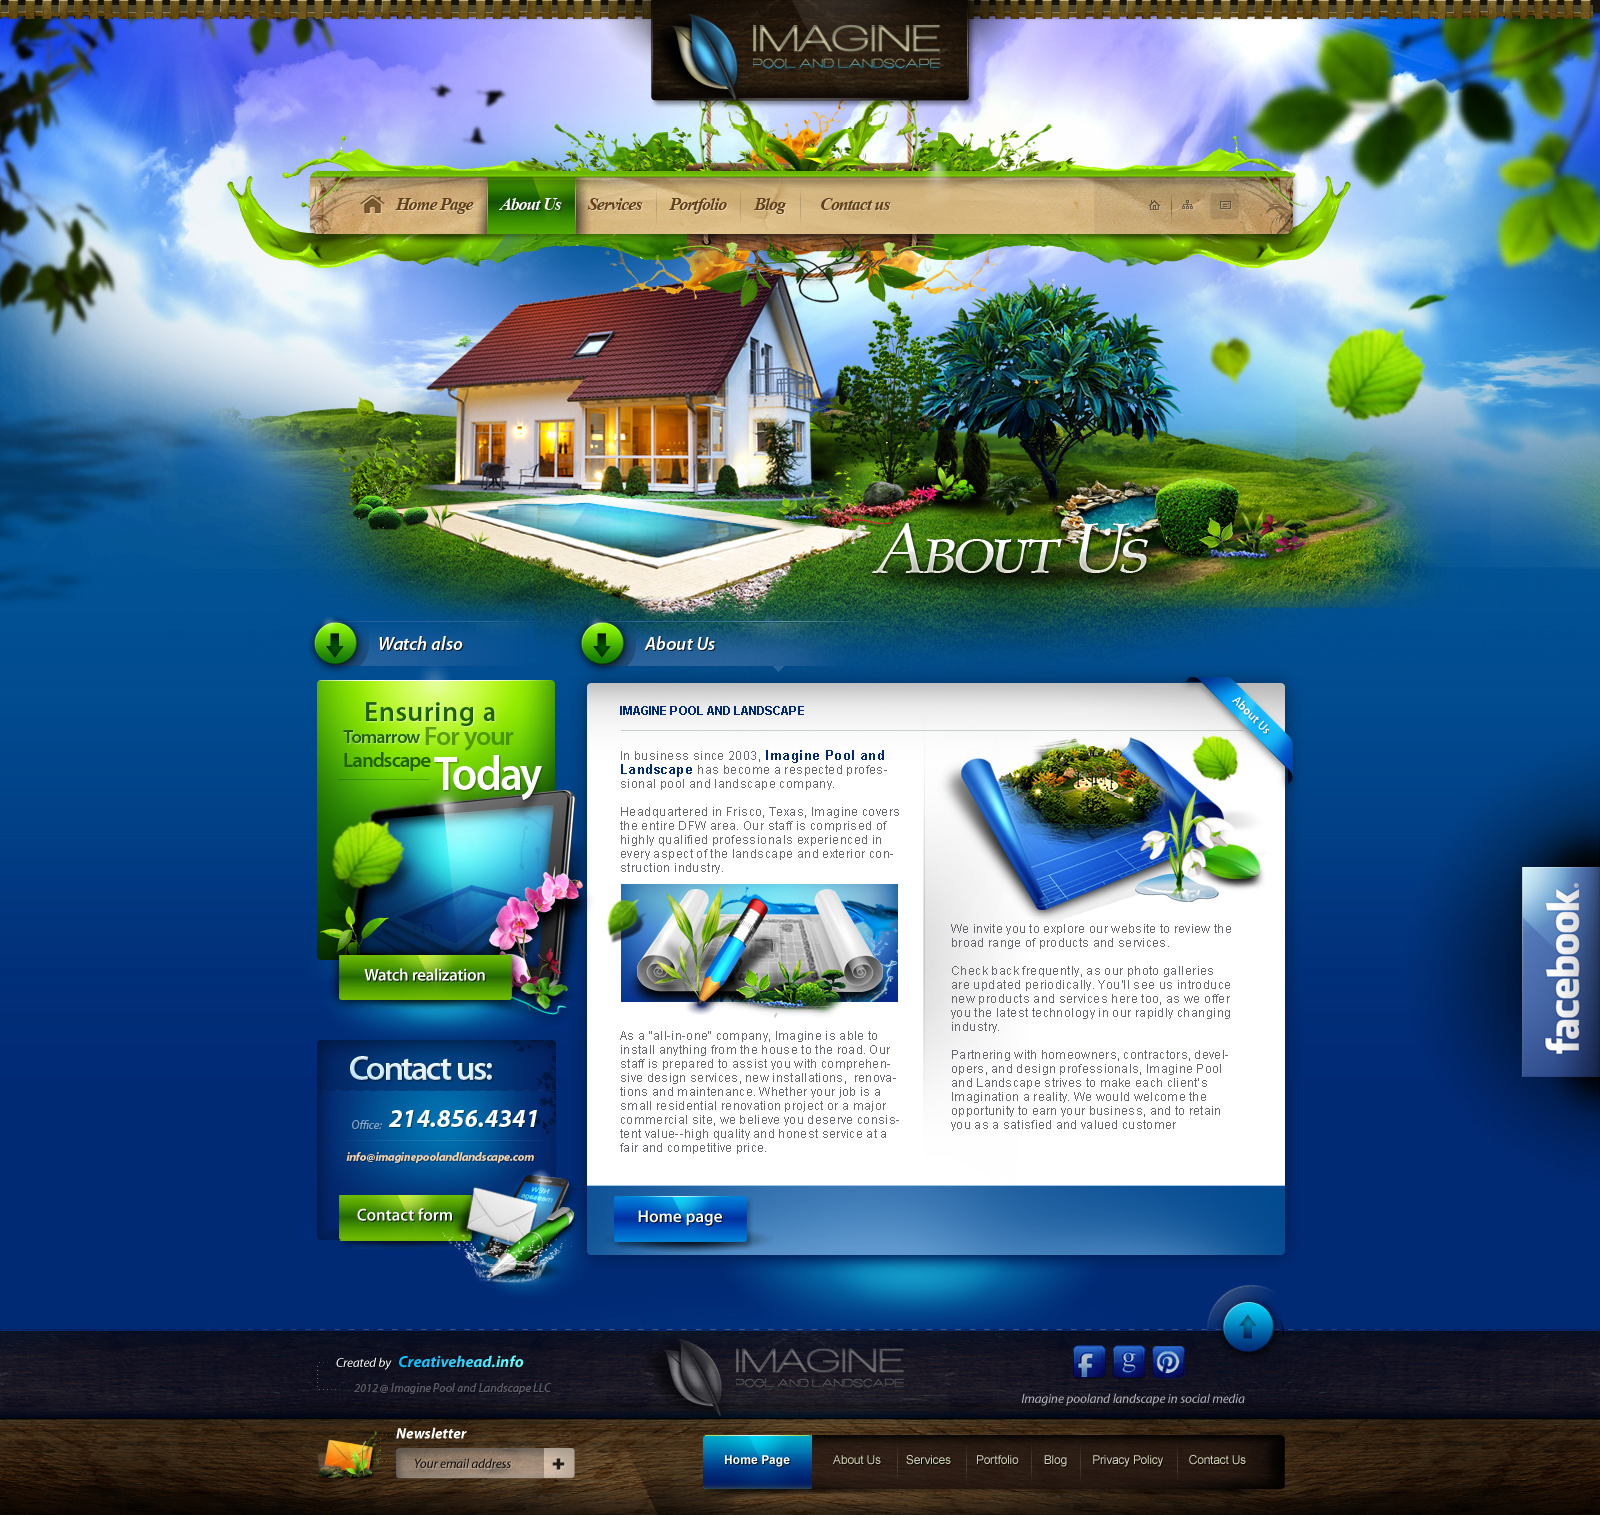 IMAGINE
POOL AND LANDSCAPE
Home Page
About Us
Services
Portfolio
Blog
Contact us
About Us
Watch also
About Us
Ensuring a
Tomarrow For your
Landscape Today
Watch realization
Contact us:
Office: 214.856.4341
info@imaginepoolandlandscape.com
Contact form
IMAGINE POOL AND LANDSCAPE
About Us
In business since 2003, Imagine Pool and
Landscape has become a respected profes-
sional pool and landscape company.
Headquartered in Frisco, Texas, Imagine covers
the entire DFW area. Our staff is comprised of
highly qualified professionals experienced in
every aspect of the landscape and exterior con-
struction industry.
As a "all-in-one" company, Imagine is able to
install anything from the house to the road. Our
staff is prepared to assist you with comprehen-
sive design services, new installations,  renova-
tions and maintenance. Whether your job is a
small residential renovation project or a major
commercial site, we believe you deserve consis-
tent value--high quality and honest service at a
fair and competitive price.
We invite you to explore our website to review the
broad range of products and services.
Check back frequently, as our photo galleries
are updated periodically. You'll see us introduce
new products and services here too, as we offer
you the latest technology in our rapidly changing
industry.
Partnering with homeowners, contractors, devel-
opers, and design professionals, Imagine Pool
and Landscape strives to make each client's
Imagination a reality. We would welcome the
opportunity to earn your business, and to retain
you as a satisfied and valued customer
Home page
facebook
Created by Creativehead.info
2012 @ Imagine Pool and Landscape LLC
IMAGINE
POOL AND LANDSCAPE
f
g
Imagine pooland landscape in social media
Newsletter
Your email address
+
Home Page
About Us
Services
Portfolio
Blog
Privacy Policy
Contact Us